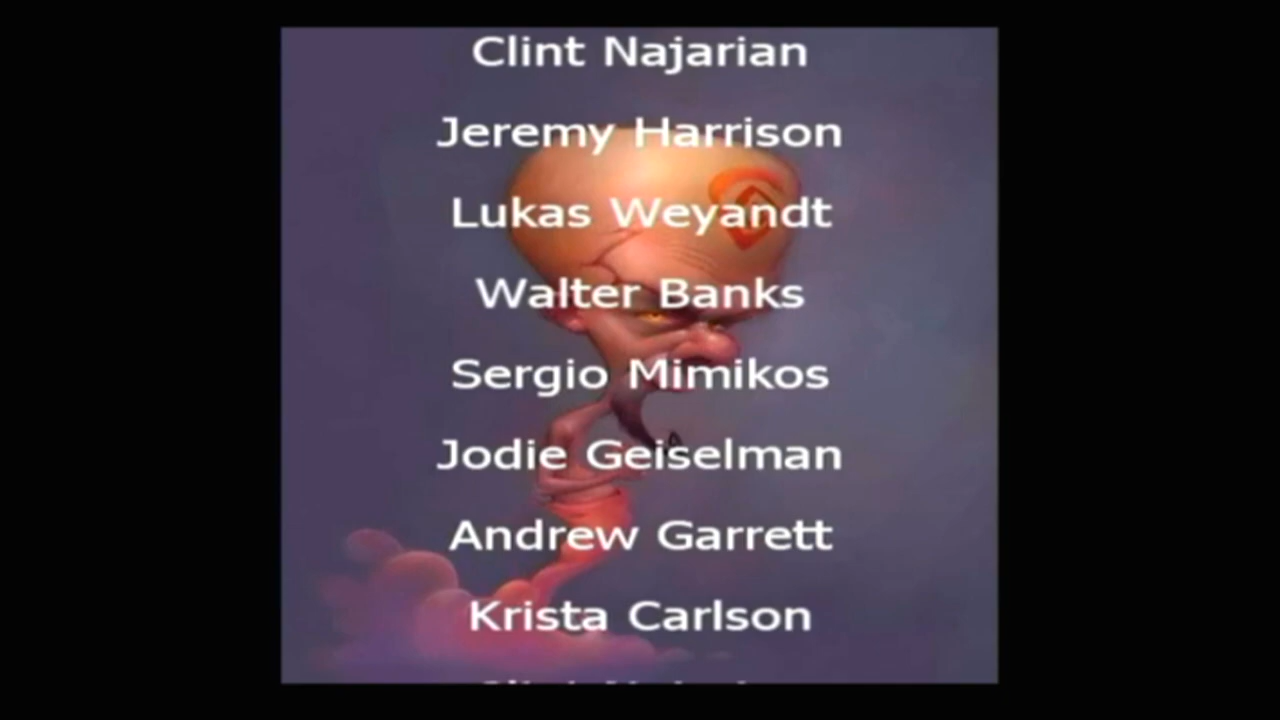 Clint Najarian
Jeremy Harrison
Lukas Weyandt
Walter Banks
Sergio Mimikos
Jodie Geiselman
Andrew Garrett
Krista Carlson